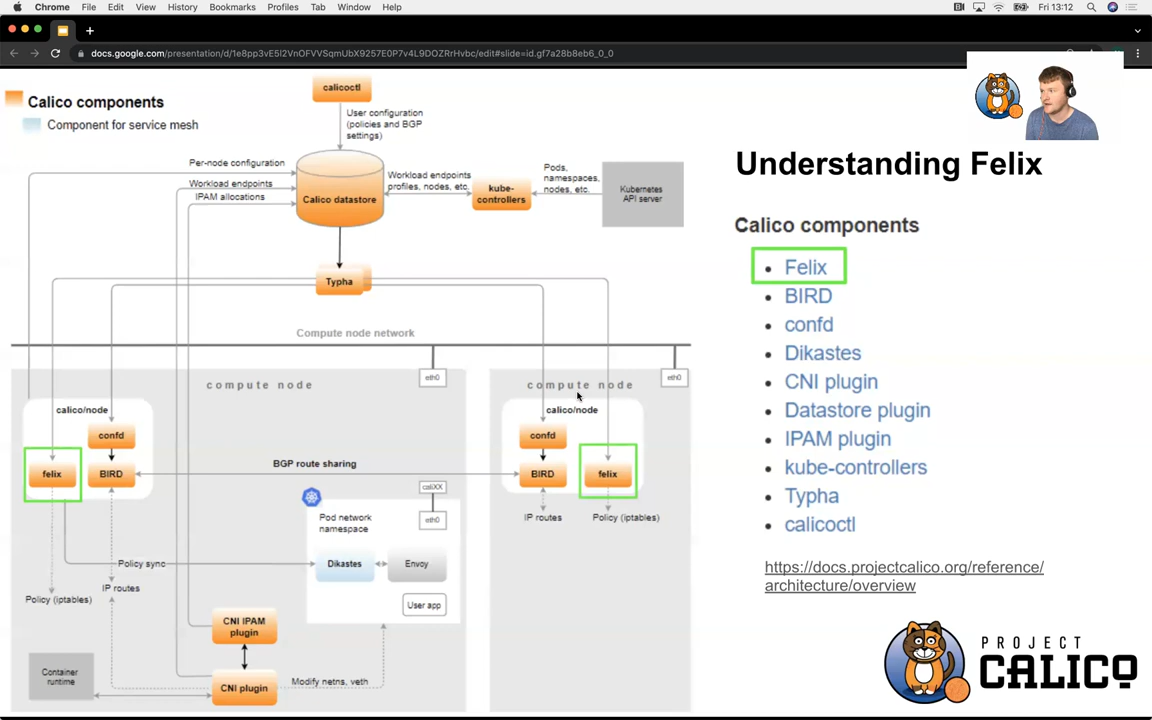 Chrome File Edit View History Bookmarks Profiles Tab Window Help
Fri 13:12
docs.google.com/presentation/d/1e8pp3vE5l2VnOFVVSqmUbX9257E0P7v4L9DOZRrHvbc/edit#slide=id.gf7a28b8eb6_0_0
Calico components
Component for service mesh
calicoctl
User configuration
(policies and BGP
settings)
Per-node configuration
Workload endpoints
IPAM allocations
Calico datastore
Workload endpoints
profiles, nodes, etc.
kube-
controllers
Pods,
namespaces,
nodes, etc.
Kubernetes
API server
Typha
Compute node network
compute node
eth0
calico/node
confd
felix
BIRD
BGP route sharing
compute node
eth0
calico/node
confd
BIRD
felix
IP routes
Policy (iptables)
caliXX
eth0
Pod network
namespace
Dikastes
Envoy
User app
Policy sync
IP routes
Policy (iptables)
CNI IPAM
plugin
CNI plugin
Modify netns, veth
Container
runtime
Understanding Felix
Calico components
Felix
BIRD
confd
Dikastes
CNI plugin
Datastore plugin
IPAM plugin
kube-controllers
Typha
calicoctl
https://docs.projectcalico.org/reference/
architecture/overview
PROJECT
CALICO